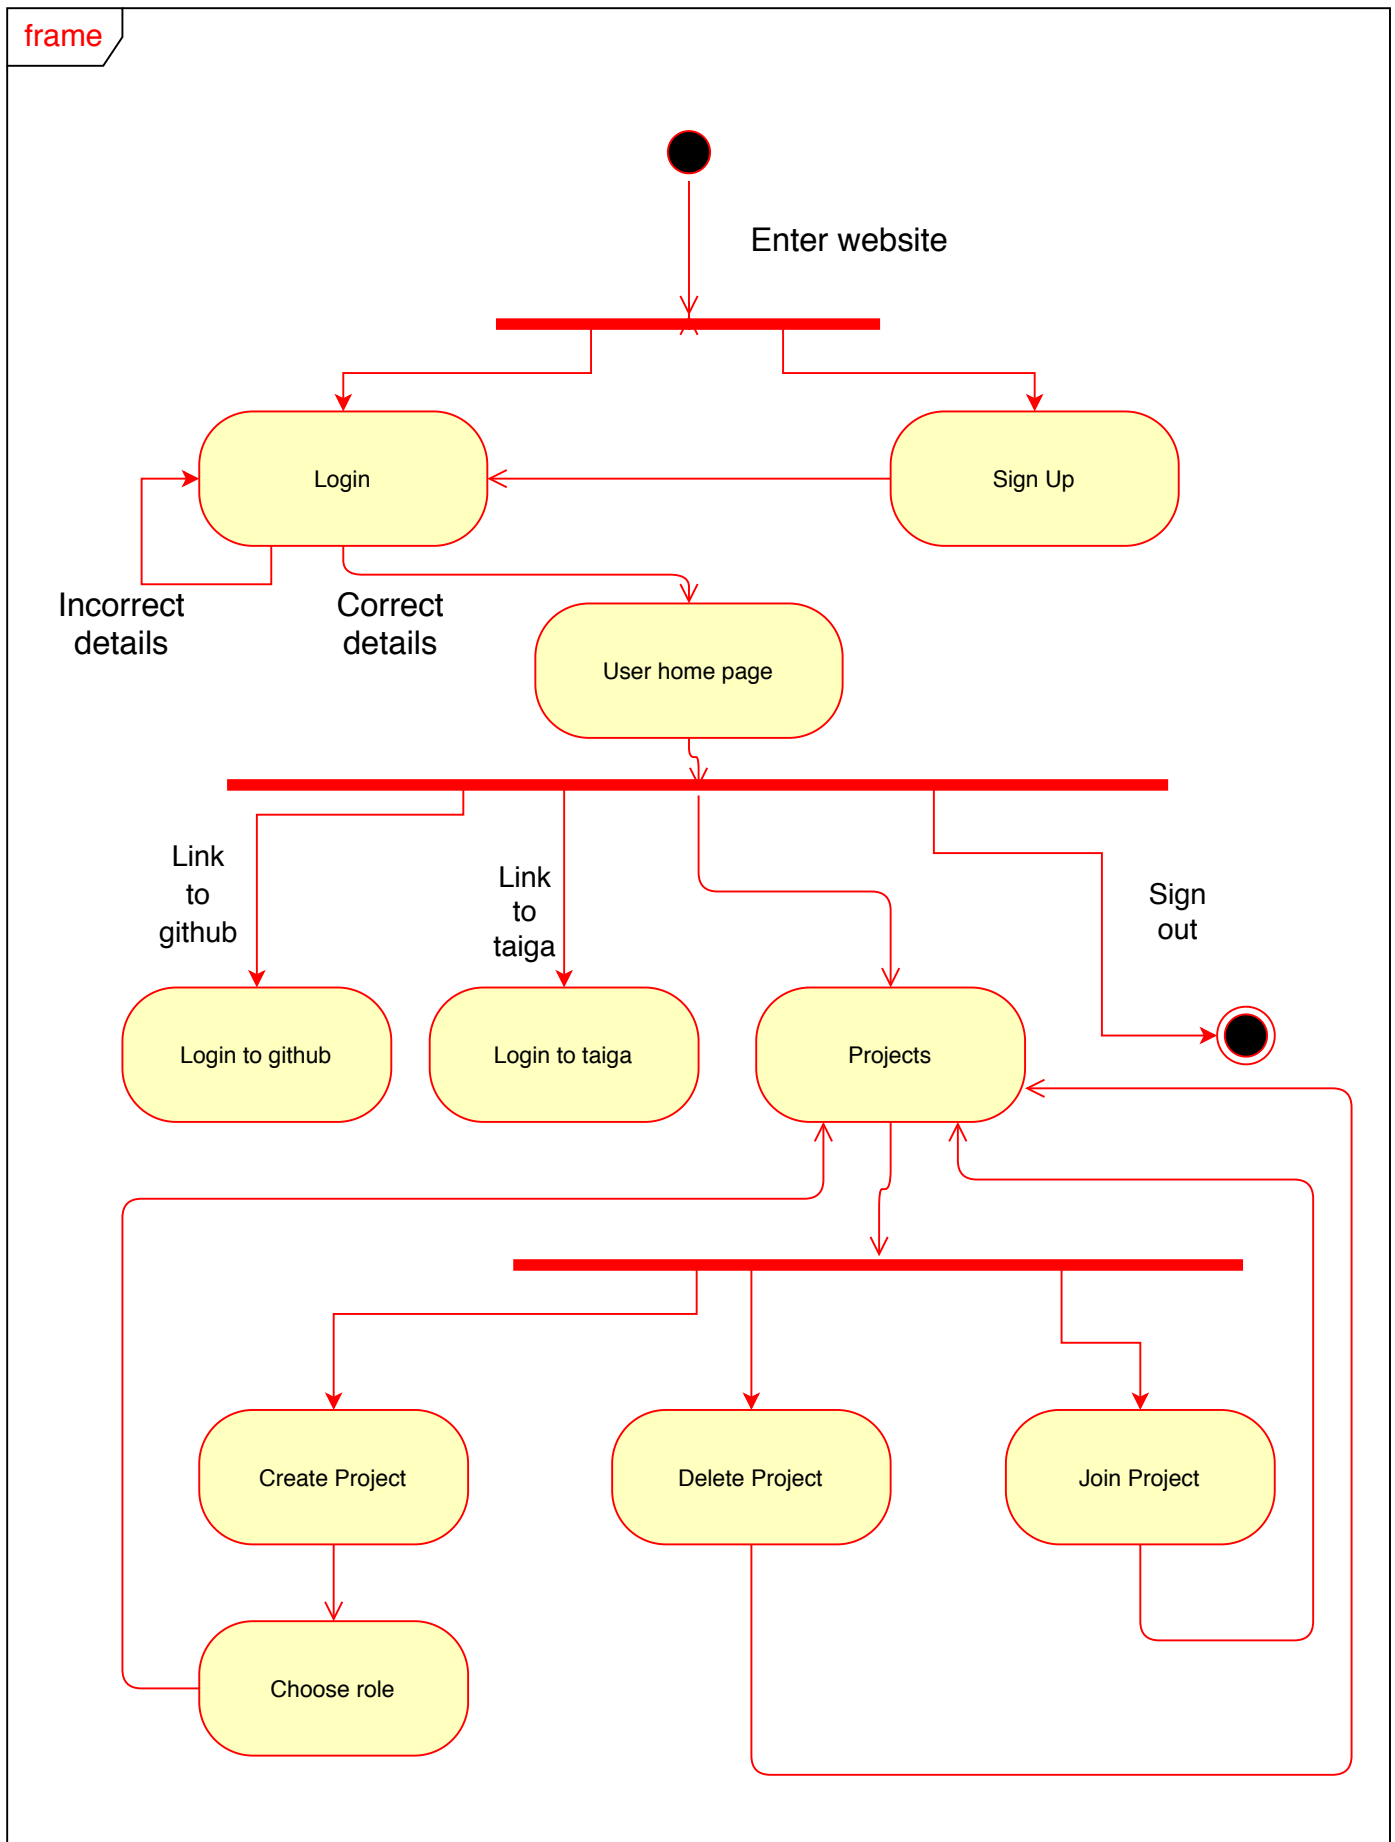 frame
Enter website
Login
Sign Up
Incorrect
details
Correct
details
User home page
Link
to
github
Link
to
taiga
Sign
out
Login to github
Login to taiga
Projects
Create Project
Delete Project
Join Project
Choose role